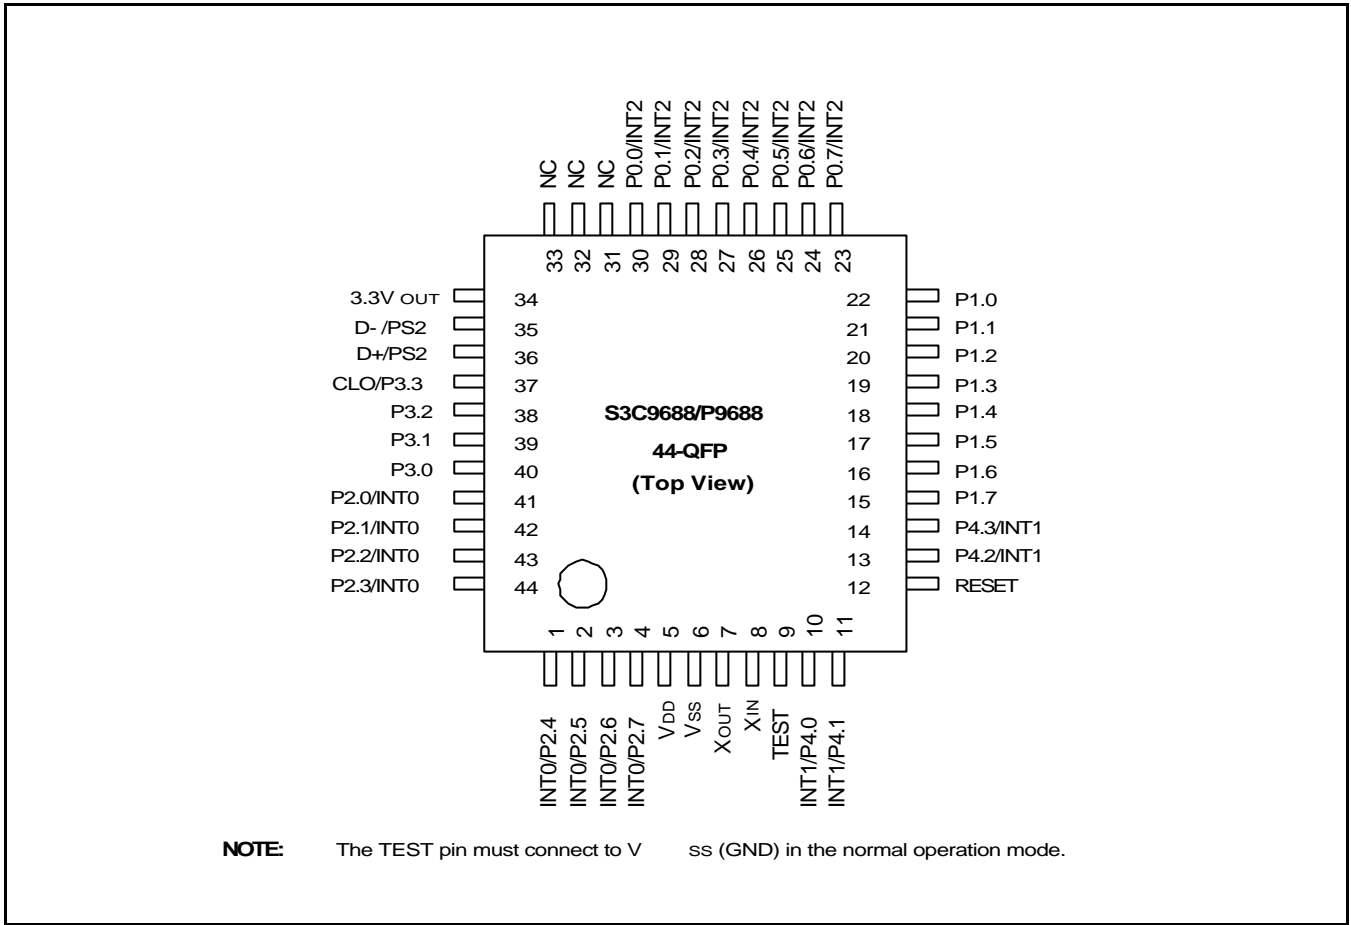 NC
NC
NC
P0.0/INT2
P0.1/INT2
P0.2/INT2
P0.3/INT2
P0.4/INT2
P0.5/INT2
P0.6/INT2
P0.7/INT2
33
32
31
30
29
28
27
26
25
24
23
3.3V OUT
34
22
P1.0
D- /PS2
35
21
P1.1
D+/PS2
36
20
P1.2
CLO/P3.3
37
19
P1.3
P3.2
38
S3C9688/P9688
18
P1.4
P3.1
39
44-QFP
17
P1.5
P3.0
40
(Top View)
16
P1.6
P2.0/INT0
41
15
P1.7
P2.1/INT0
42
14
P4.3/INT1
P2.2/INT0
43
13
P4.2/INT1
P2.3/INT0
44
12
RESET
1
2
3
4
5
6
7
8
9
10
11
INT0/P2.4
INT0/P2.5
INT0/P2.6
INT0/P2.7
VDD
VSS
XOUT
XIN
TEST
INT1/P4.0
INT1/P4.1
NOTE: The TEST pin must connect to V SS (GND) in the normal operation mode.